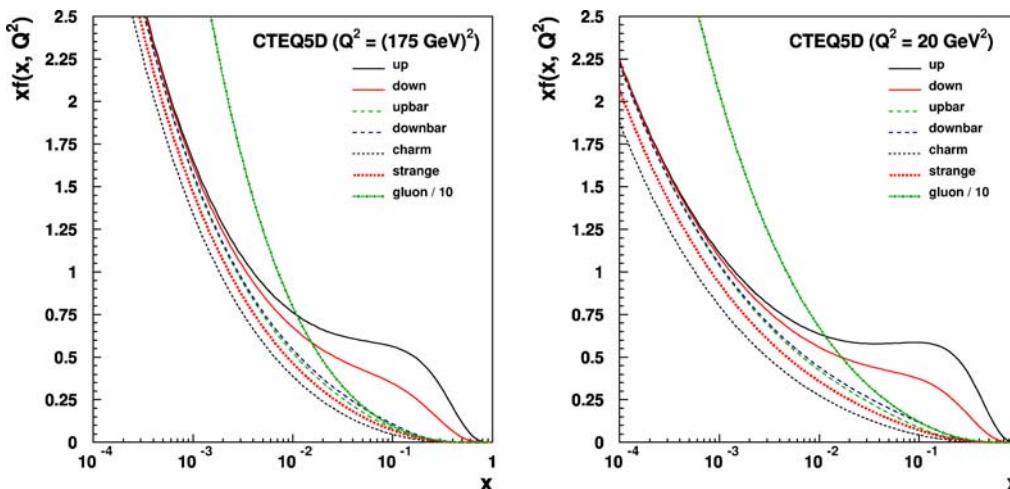 xf(x, Q²)
CTEQ5D (Q² = (175 GeV)²)
up
down
upbar
downbar
charm
strange
gluon / 10
2.5
2.25
2
1.75
1.5
1.25
1
0.75
0.5
0.25
0
10⁻⁴ 10⁻³ 10⁻² 10⁻¹ 1
x
xf(x, Q²)
CTEQ5D (Q² = 20 GeV²)
up
down
upbar
downbar
charm
strange
gluon / 10
2.5
2.25
2
1.75
1.5
1.25
1
0.75
0.5
0.25
0
10⁻⁴ 10⁻³ 10⁻² 10⁻¹